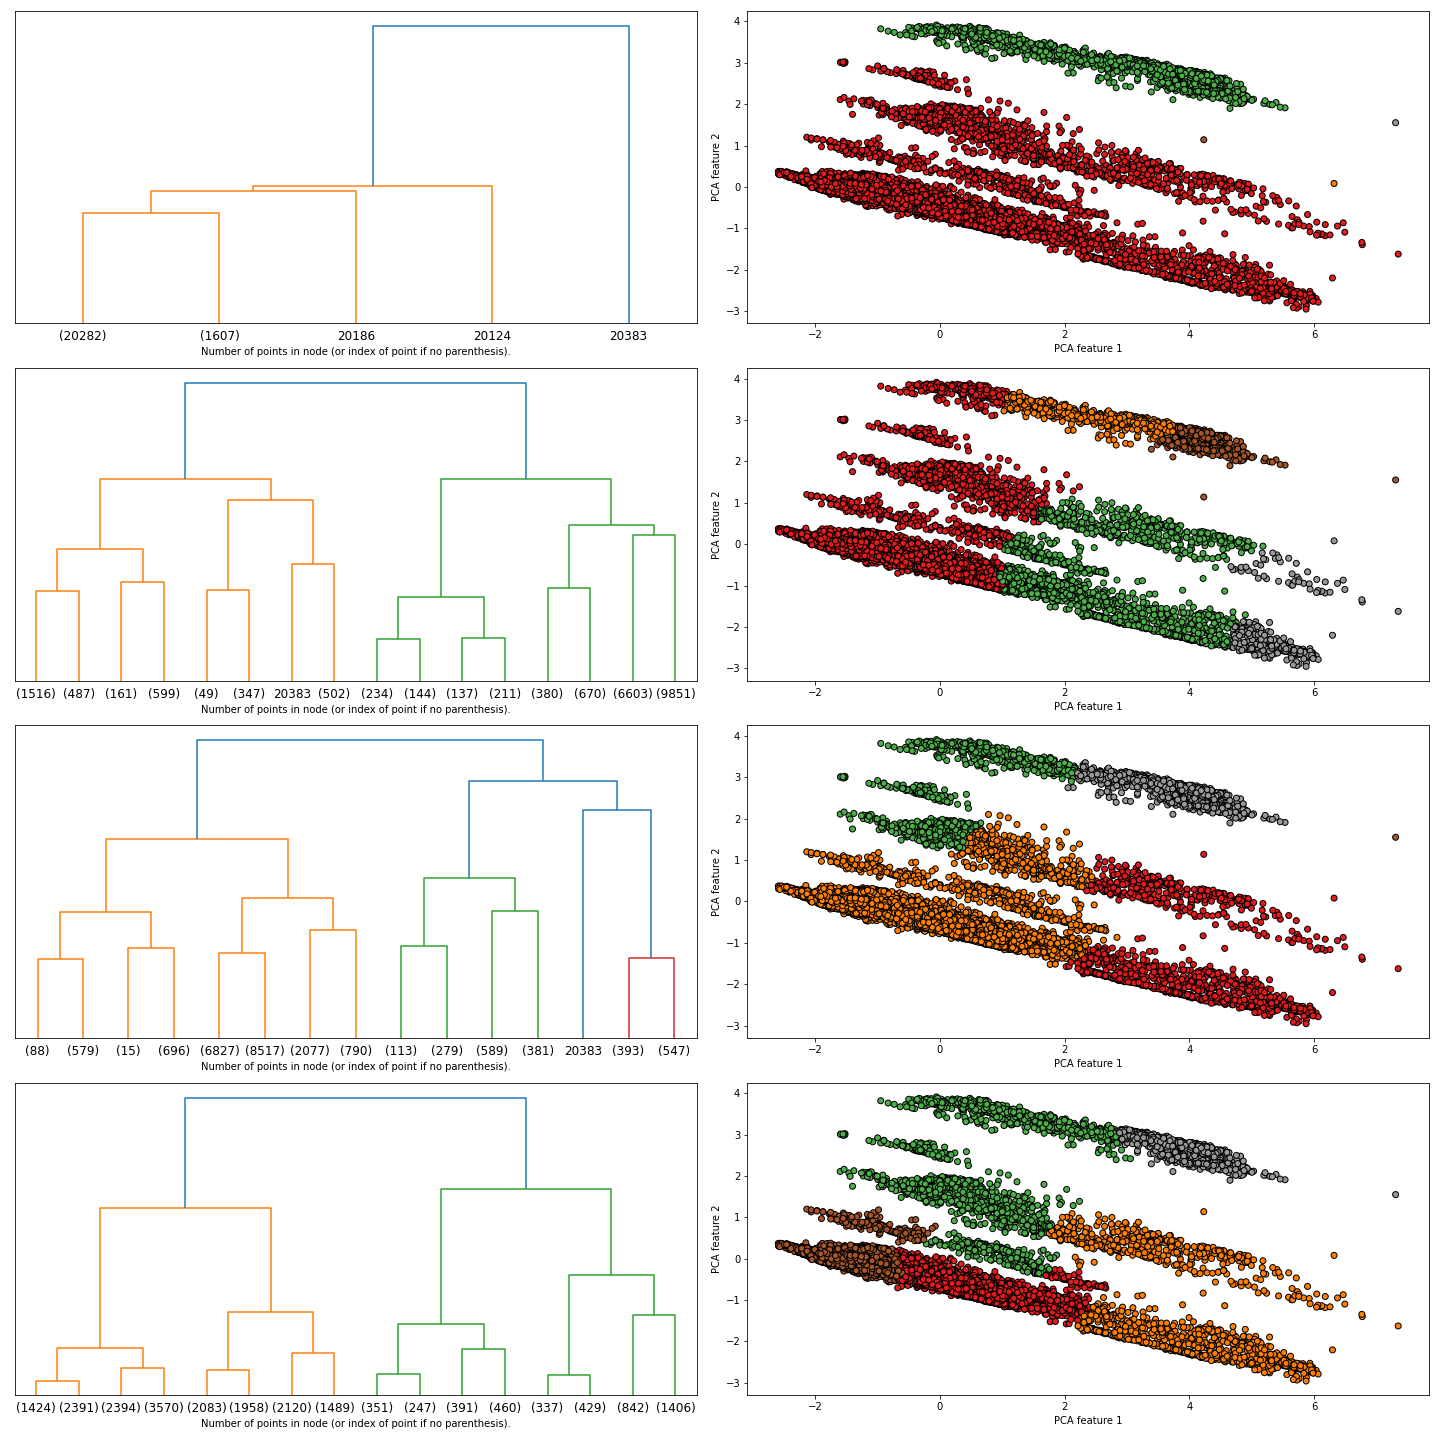 (20282) (1607) 20186 20124 20383
Number of points in node (or index of point if no parenthesis).
4
3
2
1
0
−1
−2
−3
PCA feature 2
−2 0 2 4 6
PCA feature 1
(1516) (487) (161) (599) (49) (347) 20383 (502) (234) (144) (137) (211) (380) (670) (6603) (9851)
Number of points in node (or index of point if no parenthesis).
4
3
2
1
0
−1
−2
−3
PCA feature 2
−2 0 2 4 6
PCA feature 1
(88) (579) (15) (696) (6827) (8517) (2077) (790) (113) (279) (589) (381) 20383 (393) (547)
Number of points in node (or index of point if no parenthesis).
4
3
2
1
0
−1
−2
−3
PCA feature 2
−2 0 2 4 6
PCA feature 1
(1424) (2391) (2394) (3570) (2083) (1958) (2120) (1489) (351) (247) (391) (460) (337) (429) (842) (1406)
Number of points in node (or index of point if no parenthesis).
4
3
2
1
0
−1
−2
−3
PCA feature 2
−2 0 2 4 6
PCA feature 1